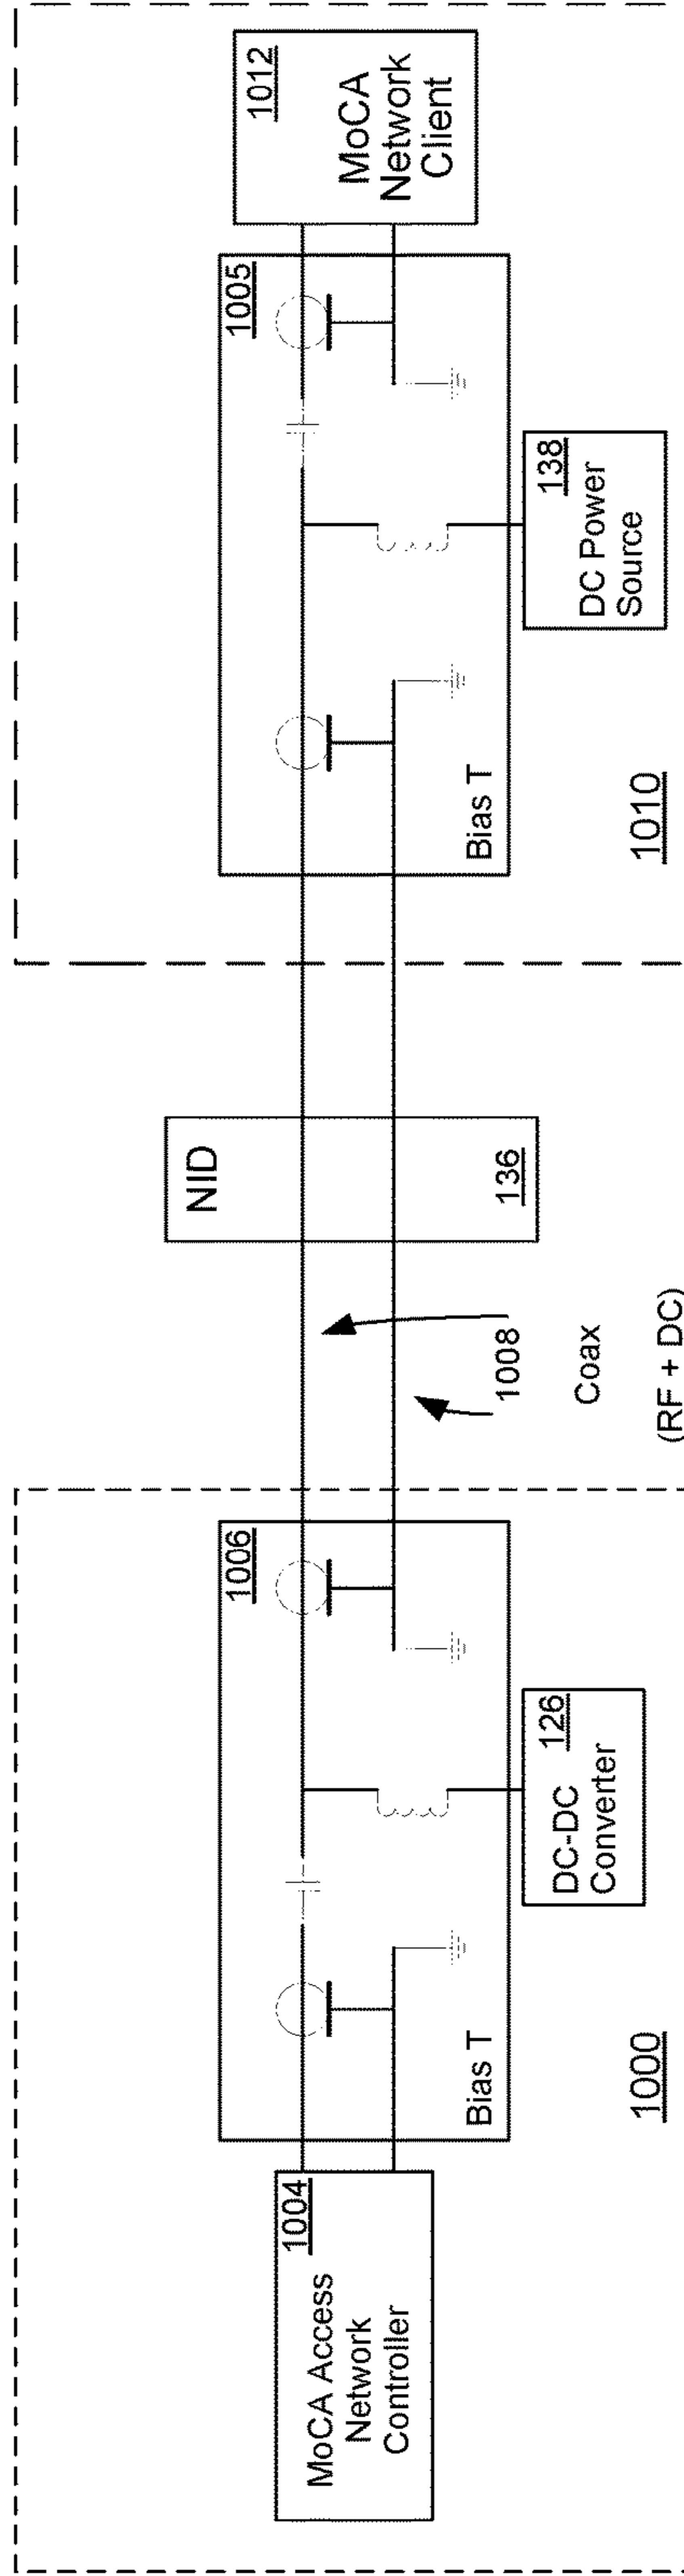 1004
MoCA Access
Network
Controller
1006
Bias T
126
DC-DC
Converter
1000
1008
Coax
(RF + DC)
NID
136
1005
Bias T
138
DC Power
Source
1010
1012
MoCA
Network
Client